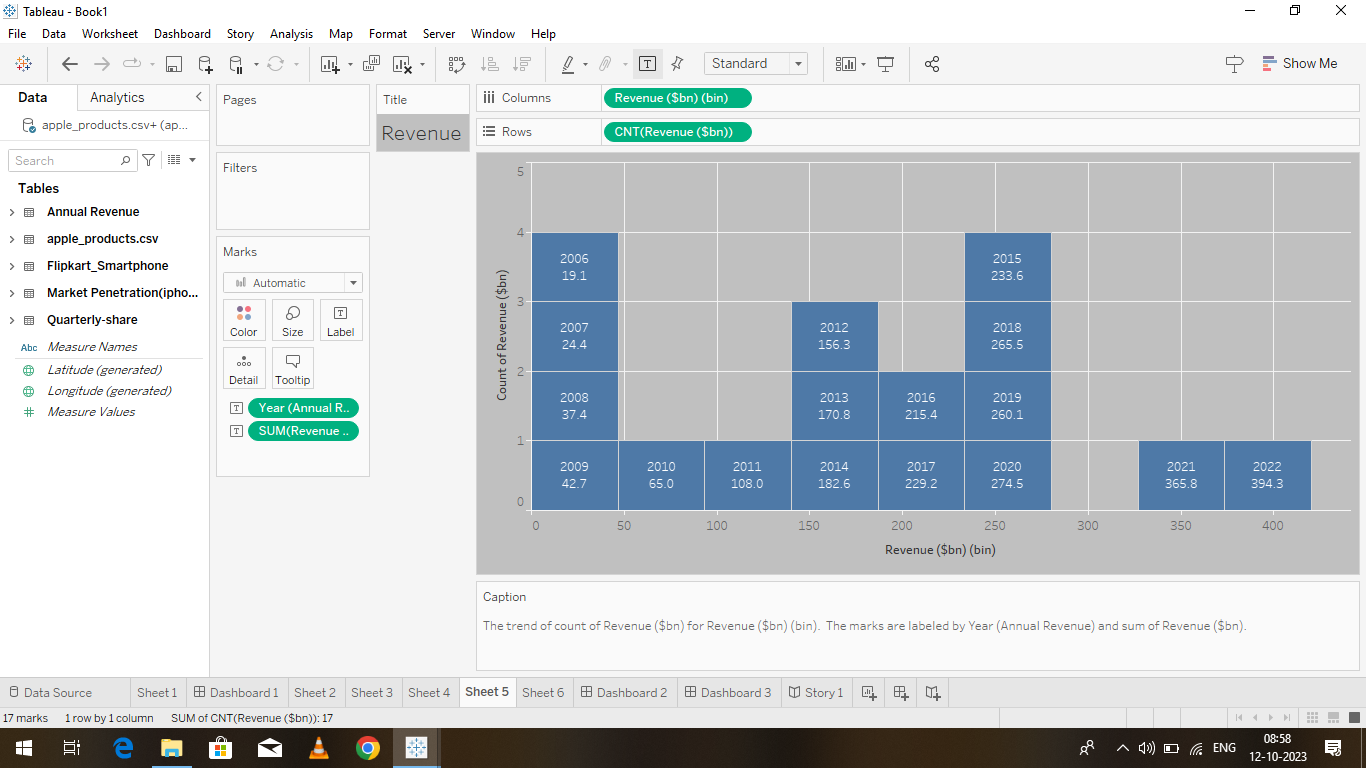 Tableau - Book1
File Data Worksheet Dashboard Story Analysis Map Format Server Window Help
Standard
Show Me
Data Analytics
apple_products.csv+ (ap...
Search
Tables
Annual Revenue
apple_products.csv
Flipkart_Smartphone
Market Penetration(ipho...
Quarterly-share
Abc Measure Names
Latitude (generated)
Longitude (generated)
# Measure Values
Pages
Filters
Marks
Automatic
Color Size T Label
Detail Tooltip
T Year (Annual R..
T SUM(Revenue ..
Title
Revenue
Columns Revenue ($bn) (bin)
Rows CNT(Revenue ($bn))
Count of Revenue ($bn)
5
4
3
2
1
0
2006
19.1
2007
24.4
2008
37.4
2009
42.7
2010
65.0
2011
108.0
2012
156.3
2013
170.8
2014
182.6
2016
215.4
2017
229.2
2015
233.6
2018
265.5
2019
260.1
2020
274.5
2021
365.8
2022
394.3
0 50 100 150 200 250 300 350 400
Revenue ($bn) (bin)
Caption
The trend of count of Revenue ($bn) for Revenue ($bn) (bin). The marks are labeled by Year (Annual Revenue) and sum of Revenue ($bn).
Data Source Sheet 1 Dashboard 1 Sheet 2 Sheet 3 Sheet 4 Sheet 5 Sheet 6 Dashboard 2 Dashboard 3 Story 1
17 marks 1 row by 1 column SUM of CNT(Revenue ($bn)): 17
ENG
08:58
12-10-2023